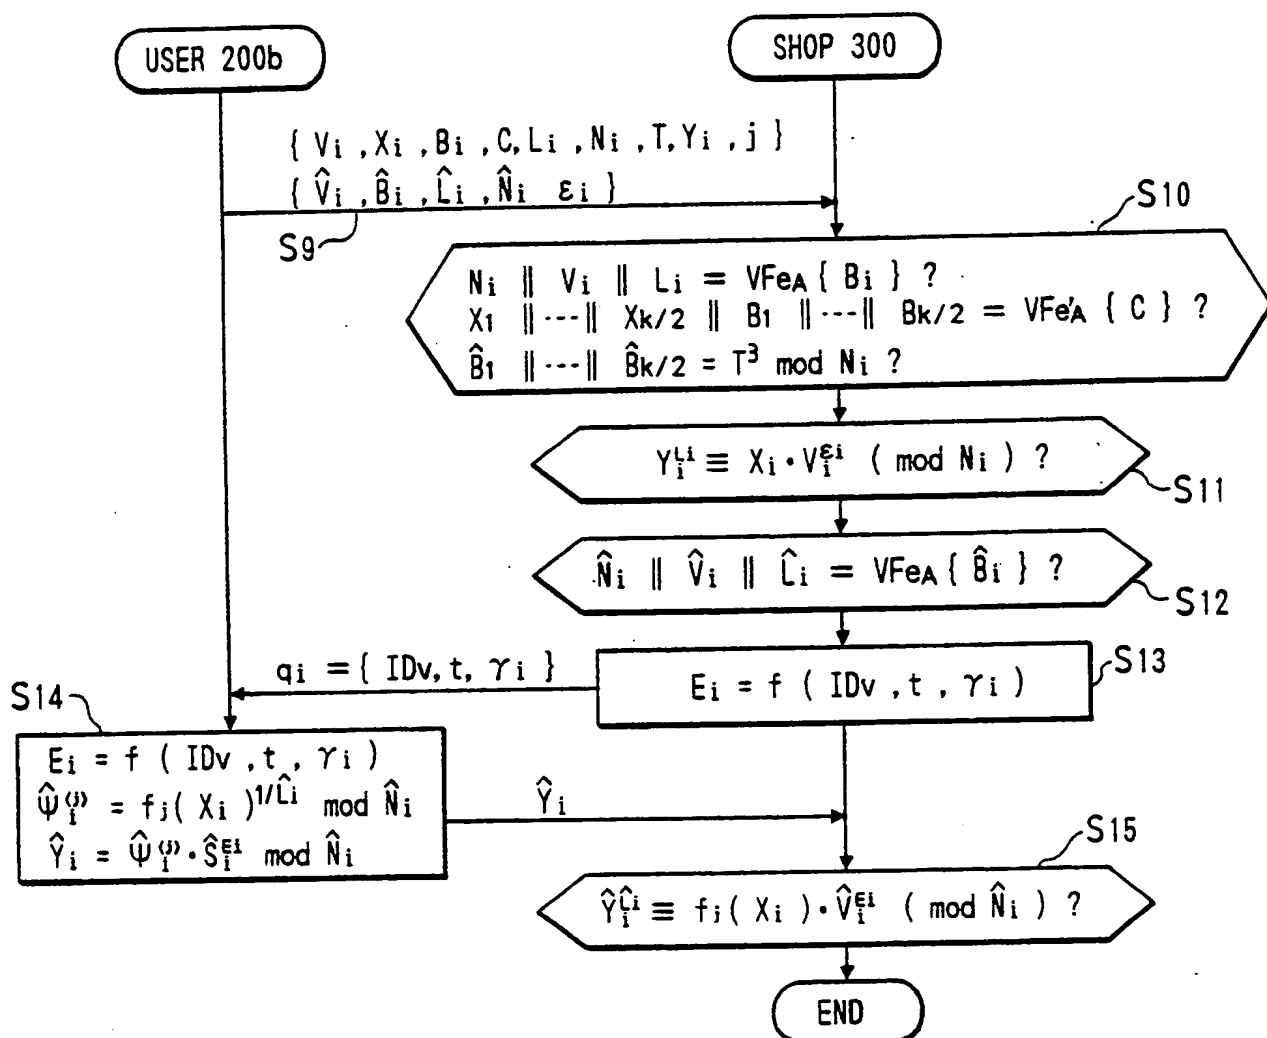 USER 200b
SHOP 300
{ Vi , Xi , Bi , C, Li , Ni , T, Yi , j }
{ V̂i , B̂i , L̂i , N̂i εi }
S9
S10
Ni ‖ Vi ‖ Li = VFeA { Bi } ?
X1 ‖---‖ Xk/2 ‖ B1 ‖---‖ Bk/2 = VFe'A { C } ?
B̂1 ‖---‖ B̂k/2 = T³ mod Ni ?
Yi^Li ≡ Xi · Vi^εi ( mod Ni ) ?
S11
N̂i ‖ V̂i ‖ L̂i = VFeA { B̂i } ?
S12
qi = { IDv, t, γi }
Ei = f ( IDv , t , γi )
S13
S14
Ei = f ( IDv , t , γi )
Ψ̂i^(j) = fj( Xi )^1/L̂i mod N̂i
Ŷi = Ψ̂i^(j) · Ŝi^Ei mod N̂i
Ŷi
S15
Ŷi^L̂i ≡ fj( Xi ) · V̂i^Ei ( mod N̂i ) ?
END